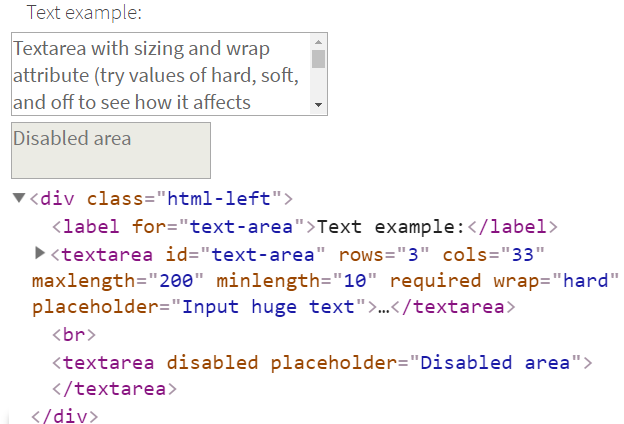 Text example:
Textarea with sizing and wrap
attribute (try values of hard, soft,
and off to see how it affects
Disabled area
<div class="html-left">
<label for="text-area">Text example:</label>
<textarea id="text-area" rows="3" cols="33"
maxlength="200" minlength="10" required wrap="hard"
placeholder="Input huge text">…</textarea>
<br>
<textarea disabled placeholder="Disabled area">
</textarea>
</div>